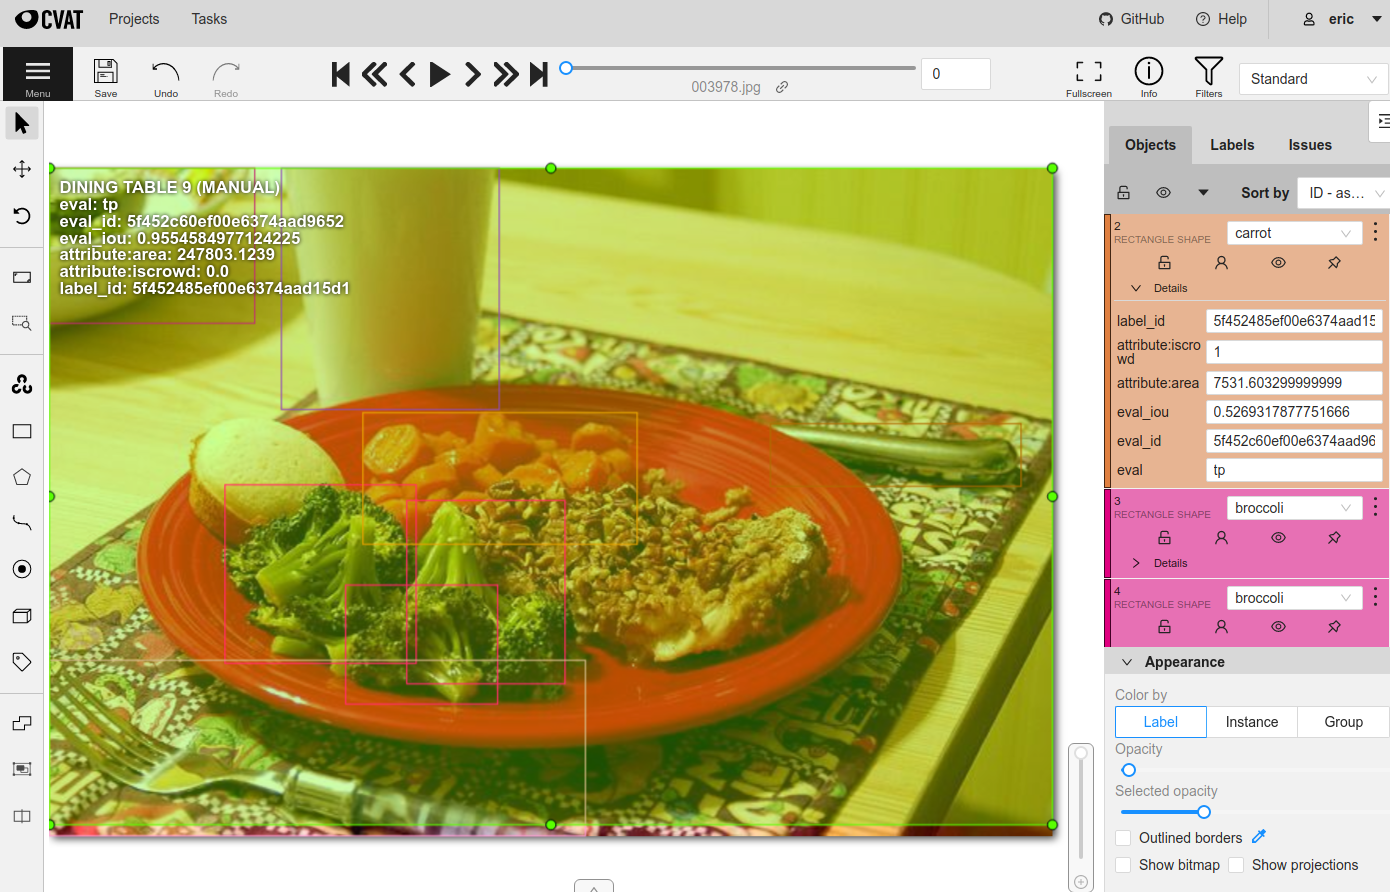 CVAT Projects Tasks GitHub Help eric
Menu Save Undo Redo 003978.jpg 0 Fullscreen Info Filters Standard
Objects Labels Issues
Sort by ID - as...
DINING TABLE 9 (MANUAL)
eval: tp
eval_id: 5f452c60ef00e6374aad9652
eval_iou: 0.9554584977124225
attribute:area: 247803.1239
attribute:iscrowd: 0.0
label_id: 5f452485ef00e6374aad15d1
2
RECTANGLE SHAPE
carrot
Details
label_id 5f452485ef00e6374aad15
attribute:iscro
wd
1
attribute:area 7531.603299999999
eval_iou 0.5269317877751666
eval_id 5f452c60ef00e6374aad96
eval tp
3
RECTANGLE SHAPE
broccoli
Details
4
RECTANGLE SHAPE
broccoli
Appearance
Color by
Label Instance Group
Opacity
Selected opacity
Outlined borders
Show bitmap Show projections